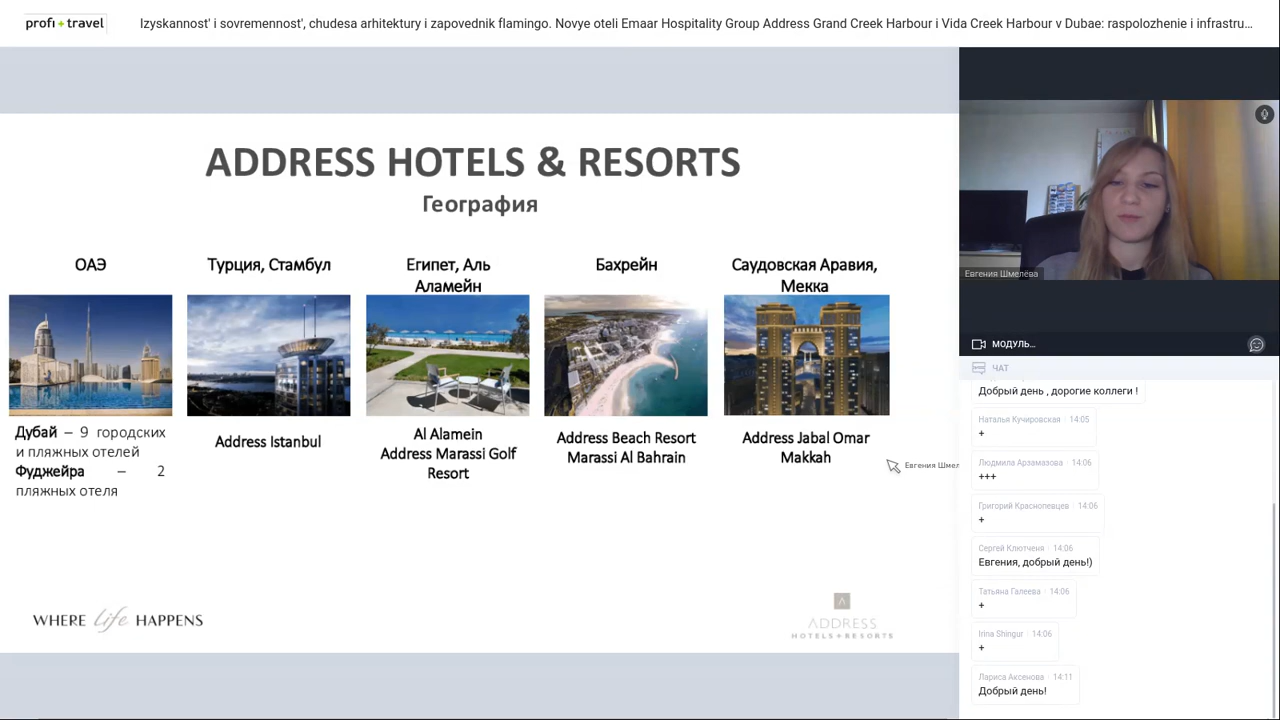 profi + travel
Izyskannost' i sovremennost', chudesa arhitektury i zapovednik flamingo. Novye oteli Emaar Hospitality Group Address Grand Creek Harbour i Vida Creek Harbour v Dubae: raspolozhenie i infrastru...
ADDRESS HOTELS & RESORTS
География
ОАЭ
Дубай – 9 городских
и пляжных отелей
Фуджейра – 2
пляжных отеля
Турция, Стамбул
Address Istanbul
Египет, Аль
Аламейн
Al Alamein
Address Marassi Golf
Resort
Бахрейн
Address Beach Resort
Marassi Al Bahrain
Саудовская Аравия,
Мекка
Address Jabal Omar
Makkah
Евгения Шмел
WHERE life HAPPENS
ADDRESS
HOTELS+RESORTS
Евгения Шмелёва
МОДУЛЬ...
ЧАТ
Добрый день , дорогие коллеги !
Наталья Кучировская 14:05
+
Людмила Арзамазова 14:06
+++
Григорий Краснопевцев 14:06
+
Сергей Клютченя 14:06
Евгения, добрый день!)
Татьяна Галеева 14:06
+
Irina Shingur 14:06
+
Лариса Аксенова 14:11
Добрый день!